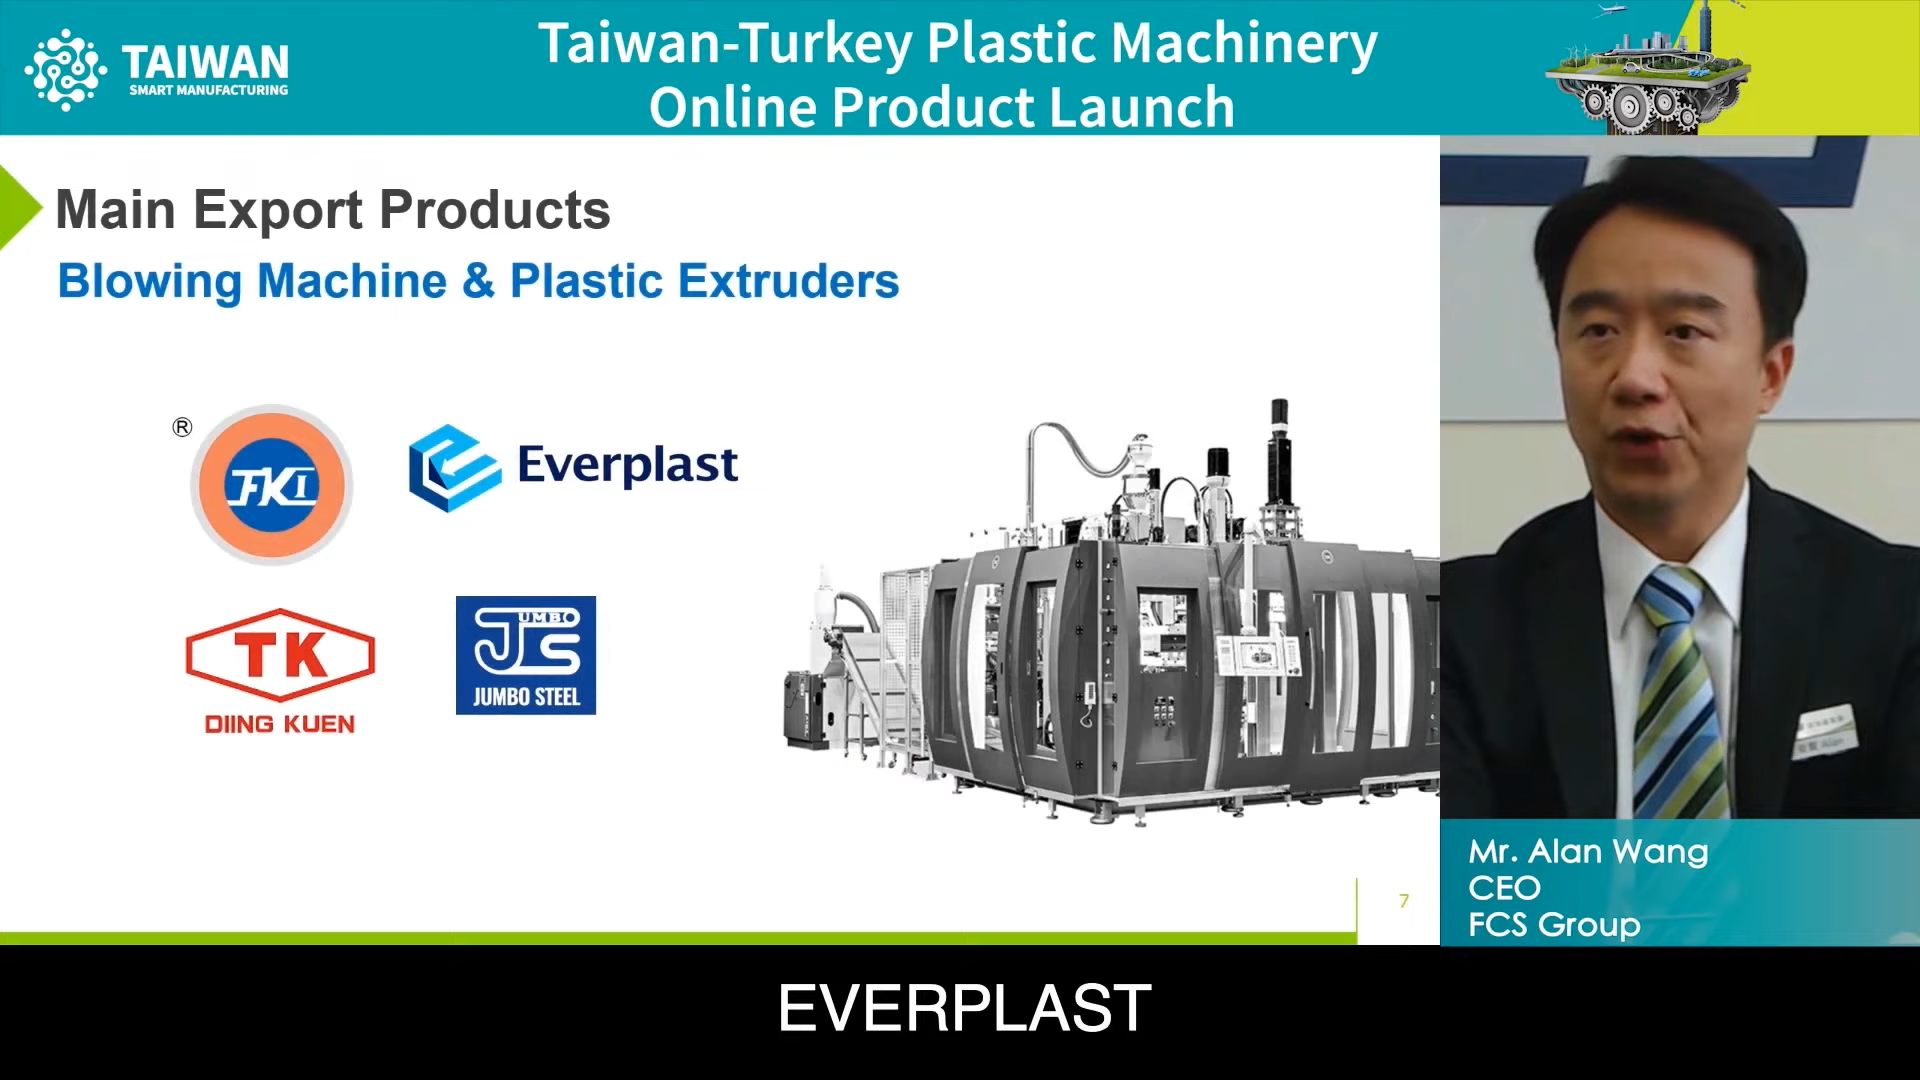 TAIWAN
SMART MANUFACTURING
Taiwan-Turkey Plastic Machinery
Online Product Launch
Main Export Products
Blowing Machine & Plastic Extruders
®
FKI
Everplast
TK
DIING KUEN
JUMBO
JS
JUMBO STEEL
7
Mr. Alan Wang
CEO
FCS Group
EVERPLAST